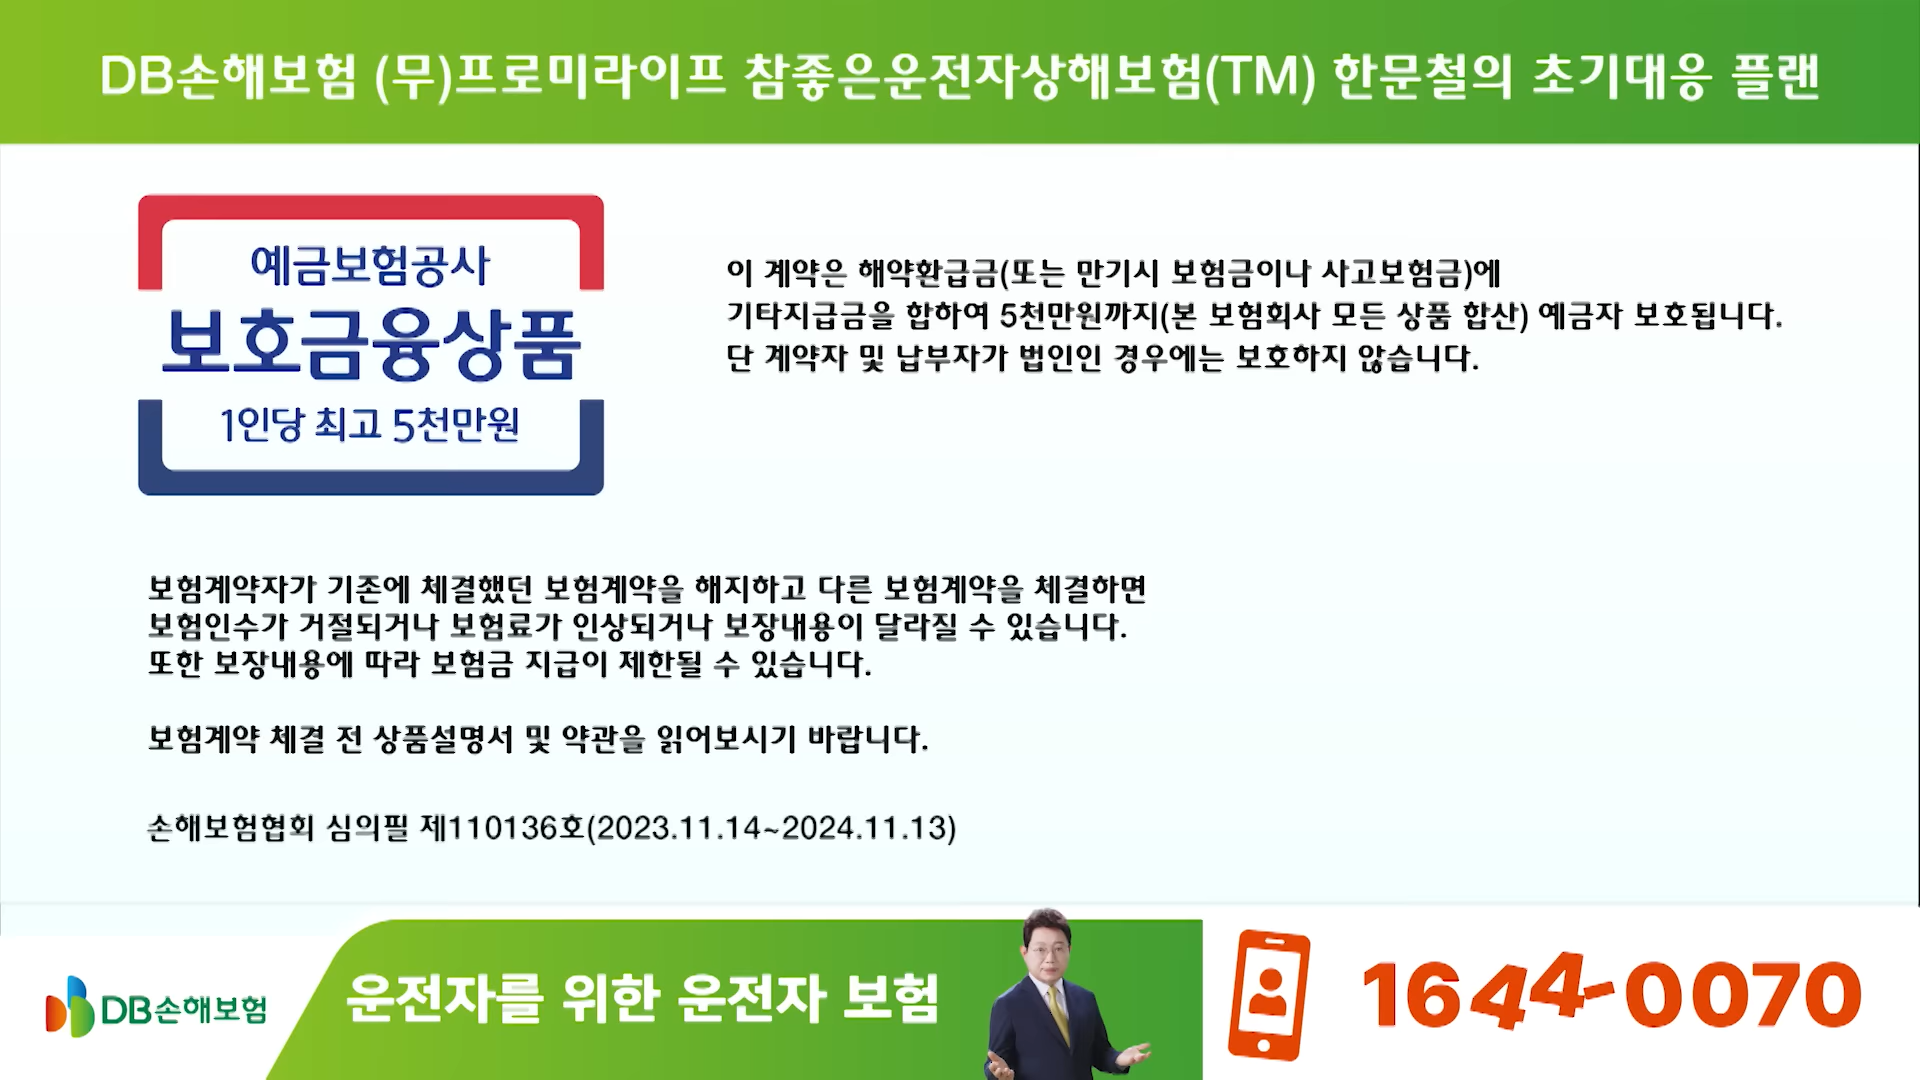 DB손해보험 (무)프로미라이프 참좋은운전자상해보험(TM) 한문철의 초기대응 플랜
예금보험공사
보호금융상품
1인당 최고 5천만원
이 계약은 해약환급금(또는 만기시 보험금이나 사고보험금)에
기타지급금을 합하여 5천만원까지(본 보험회사 모든 상품 합산) 예금자 보호됩니다.
단 계약자 및 납부자가 법인인 경우에는 보호하지 않습니다.
보험계약자가 기존에 체결했던 보험계약을 해지하고 다른 보험계약을 체결하면
보험인수가 거절되거나 보험료가 인상되거나 보장내용이 달라질 수 있습니다.
또한 보장내용에 따라 보험금 지급이 제한될 수 있습니다.
보험계약 체결 전 상품설명서 및 약관을 읽어보시기 바랍니다.
손해보험협회 심의필 제110136호(2023.11.14~2024.11.13)
DB손해보험
운전자를 위한 운전자 보험
1644-0070